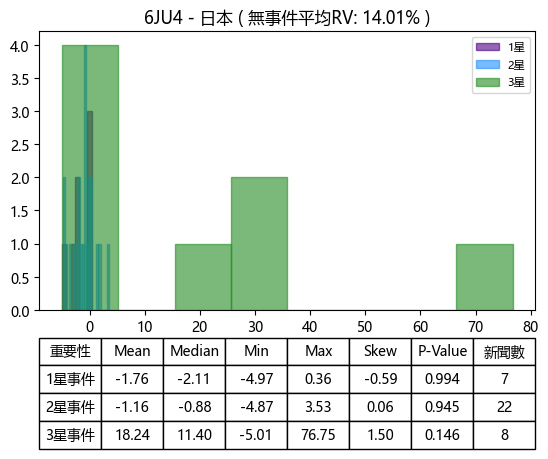 6JU4 - 日本 ( 無事件平均RV: 14.01% )
4.0
3.5
3.0
2.5
2.0
1.5
1.0
0.5
0.0
1星
2星
3星
0 10 20 30 40 50 60 70 80
重要性 Mean Median Min Max Skew P-Value 新聞數
1星事件 -1.76 -2.11 -4.97 0.36 -0.59 0.994 7
2星事件 -1.16 -0.88 -4.87 3.53 0.06 0.945 22
3星事件 18.24 11.40 -5.01 76.75 1.50 0.146 8